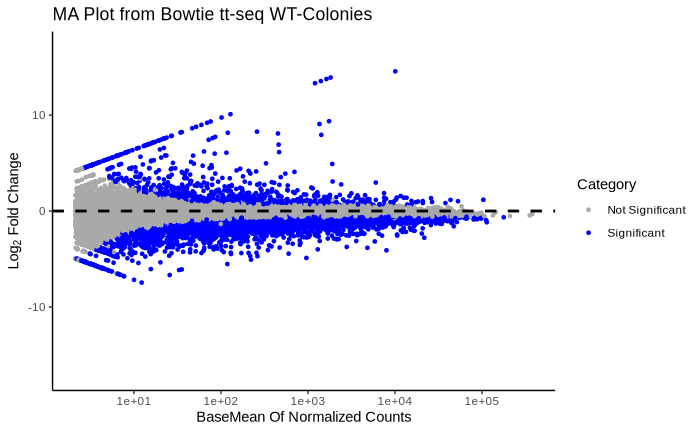 MA Plot from Bowtie tt-seq WT-Colonies
Log2 Fold Change
10
0
-10
1e+01
1e+02
1e+03
1e+04
1e+05
BaseMean Of Normalized Counts
Category
Not Significant
Significant